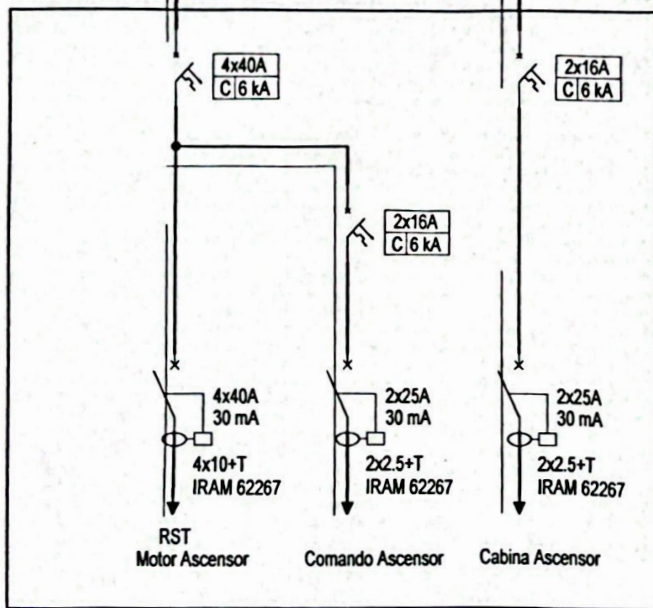 4x40A
C 6 kA
2x16A
C 6 kA
2x16A
C 6 kA
4x40A
30 mA
4x10+T
IRAM 62267
2x25A
30 mA
2x2.5+T
IRAM 62267
2x25A
30 mA
2x2.5+T
IRAM 62267
RST
Motor Ascensor
Comando Ascensor
Cabina Ascensor